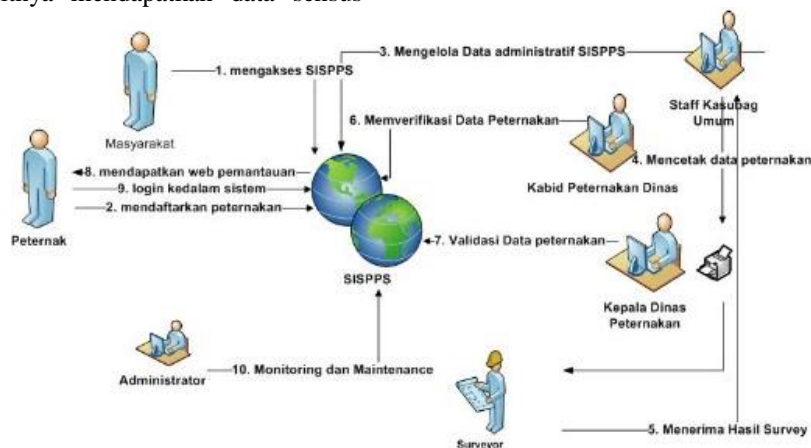 mendapatkan data sensus
1. mengakses SISPPS
3. Mengelola Data administratif SISPPS
Masyarakat
6. Memverifikasi Data Peternakan
Staff Kasubag
Umum
4. Mencetak data peternakan
8. mendapatkan web pemantauan
9. login kedalam sistem
2. mendaftarkan peternakan
Peternak
Kabid Peternakan Dinas
7. Validasi Data peternakan
SISPPS
Kepala Dinas
Peternakan
Administrator
10. Monitoring dan Maintenance
5. Menerima Hasil Survey
Surveyor